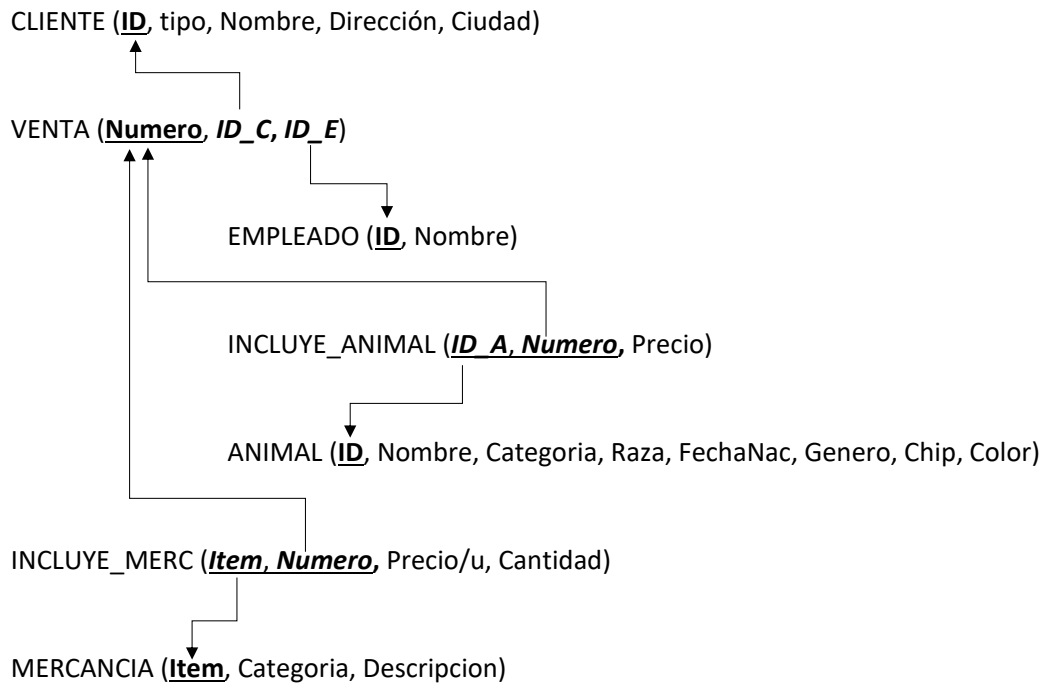 CLIENTE (ID, tipo, Nombre, Dirección, Ciudad)
VENTA (Numero, ID_C, ID_E)
EMPLEADO (ID, Nombre)
INCLUYE_ANIMAL (ID_A, Numero, Precio)
ANIMAL (ID, Nombre, Categoria, Raza, FechaNac, Genero, Chip, Color)
INCLUYE_MERC (Item, Numero, Precio/u, Cantidad)
MERCANCIA (Item, Categoria, Descripcion)